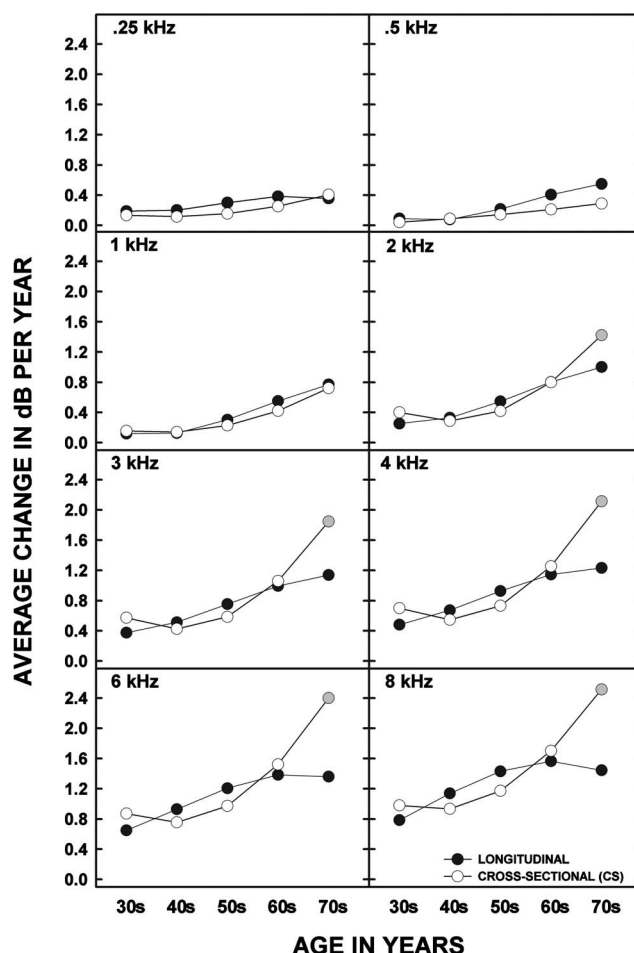 .25 kHz
.5 kHz
2.4
2.0
1.6
1.2
0.8
0.4
0.0
1 kHz
2 kHz
2.4
2.0
1.6
1.2
0.8
0.4
0.0
3 kHz
4 kHz
2.4
2.0
1.6
1.2
0.8
0.4
0.0
6 kHz
8 kHz
2.4
2.0
1.6
1.2
0.8
0.4
0.0
AVERAGE CHANGE IN dB PER YEAR
LONGITUDINAL
CROSS-SECTIONAL (CS)
30s 40s 50s 60s 70s
30s 40s 50s 60s 70s
AGE IN YEARS